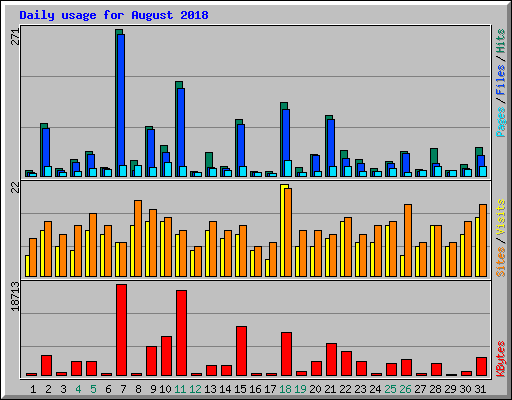 Daily usage for August 2018
271
Pages / Files / Hits
22
Sites / Visits
18713
KBytes
1 2 3 4 5 6 7 8 9 10 11 12 13 14 15 16 17 18 19 20 21 22 23 24 25 26 27 28 29 30 31